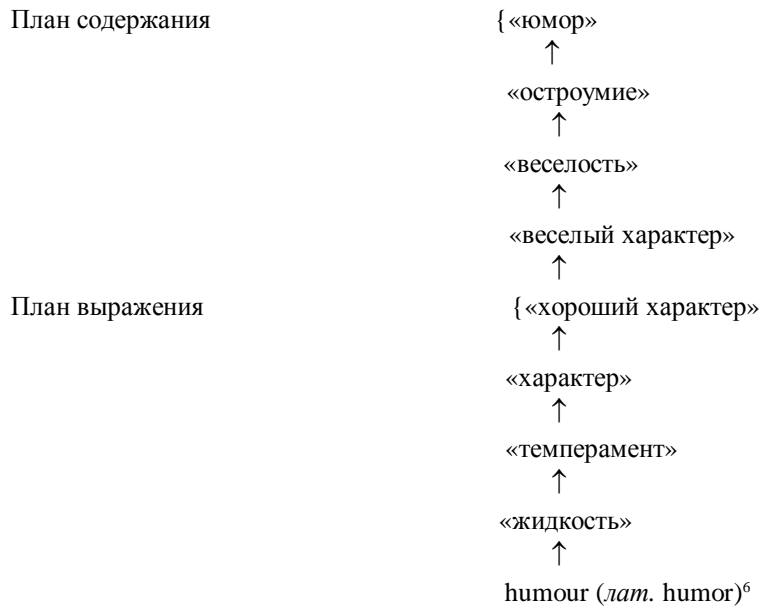 План содержания {«юмор»
↑
«остроумие»
↑
«веселость»
↑
«веселый характер»
↑
План выражения {«хороший характер»
↑
«характер»
↑
«темперамент»
↑
«жидкость»
↑
humour (лат. humor)⁶